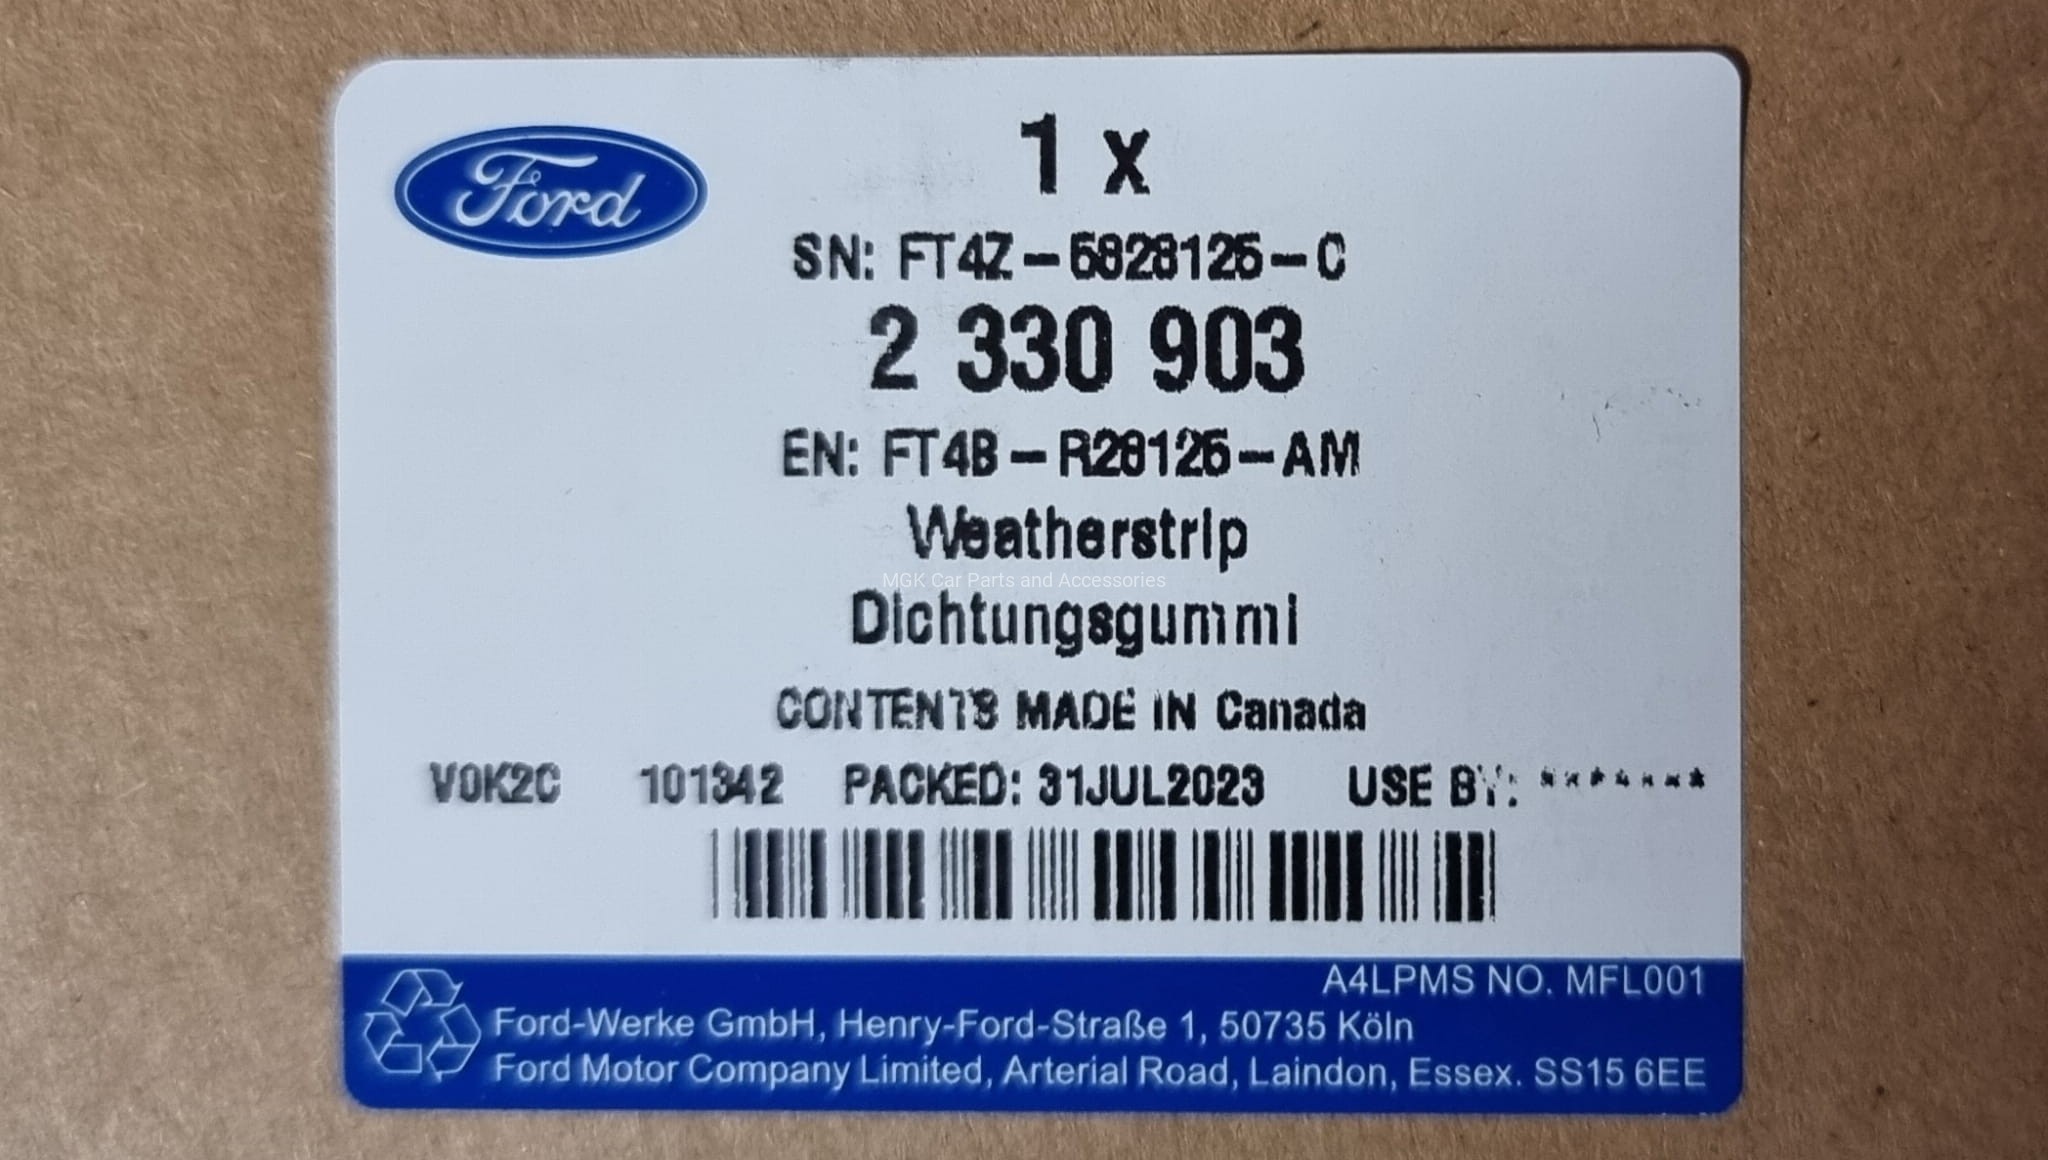 Ford
1 x
SN: FT4Z-5828125-C
2 330 903
EN: FT4B-R28125-AM
Weatherstrip
MGK Car Parts and Accessories
Dichtungsgummi
CONTENTS MADE IN Canada
V0K2C 101342 PACKED: 31JUL2023 USE BY: *******
A4LPMS NO. MFL001
Ford-Werke GmbH, Henry-Ford-Straße 1, 50735 Köln
Ford Motor Company Limited, Arterial Road, Laindon, Essex. SS15 6EE